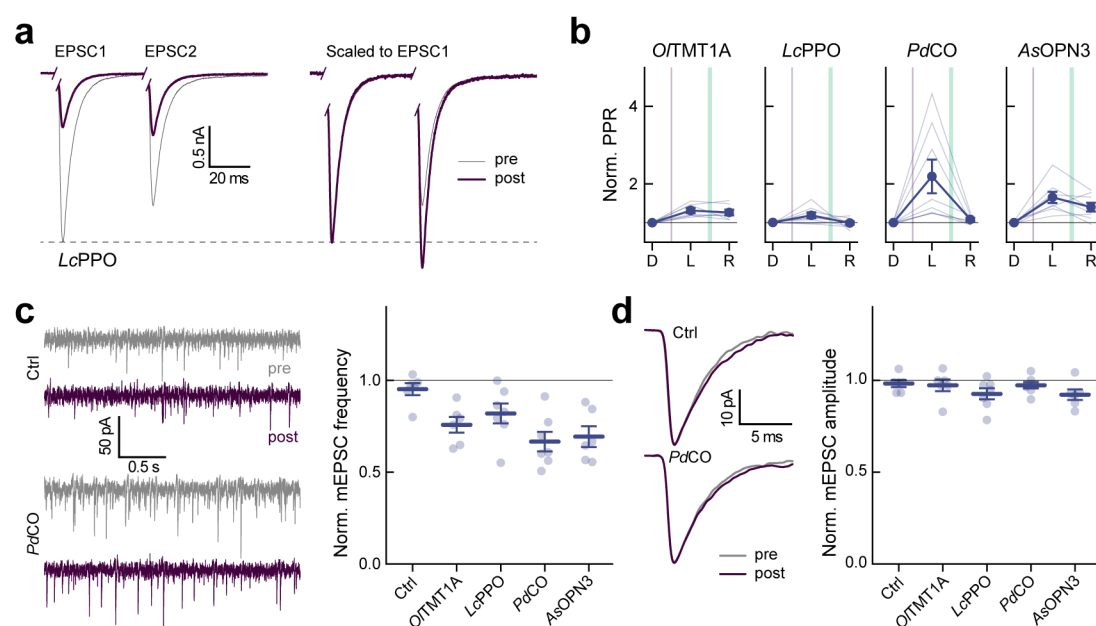 a
EPSC1
EPSC2
Scaled to EPSC1
0.5 nA
20 ms
pre
post
LcPPO
b
OlTMT1A
LcPPO
PdCO
AsOPN3
Norm. PPR
4
2
D L R
D L R
D L R
D L R
c
Ctrl
pre
post
50 pA
0.5 s
PdCO
Norm. mEPSC frequency
1.0
0.5
0.0
Ctrl
OlTMT1A
LcPPO
PdCO
AsOPN3
d
Ctrl
10 pA
5 ms
PdCO
pre
post
Norm. mEPSC amplitude
1.0
0.5
0.0
Ctrl
OlTMT1A
LcPPO
PdCO
AsOPN3